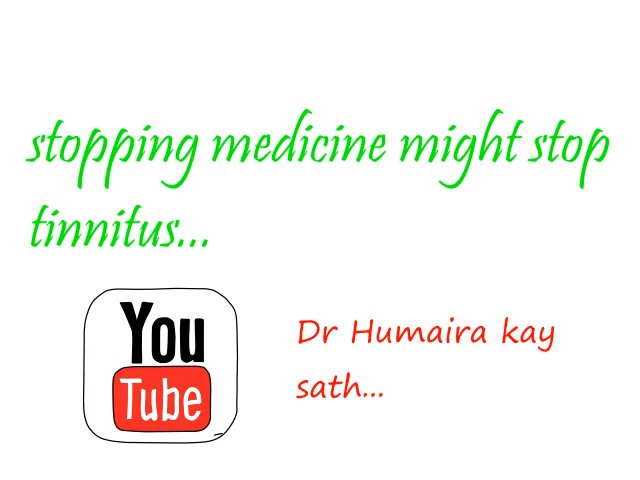 stopping medicine might stop
tinnitus...
You
Tube
Dr Humaira kay
sath...